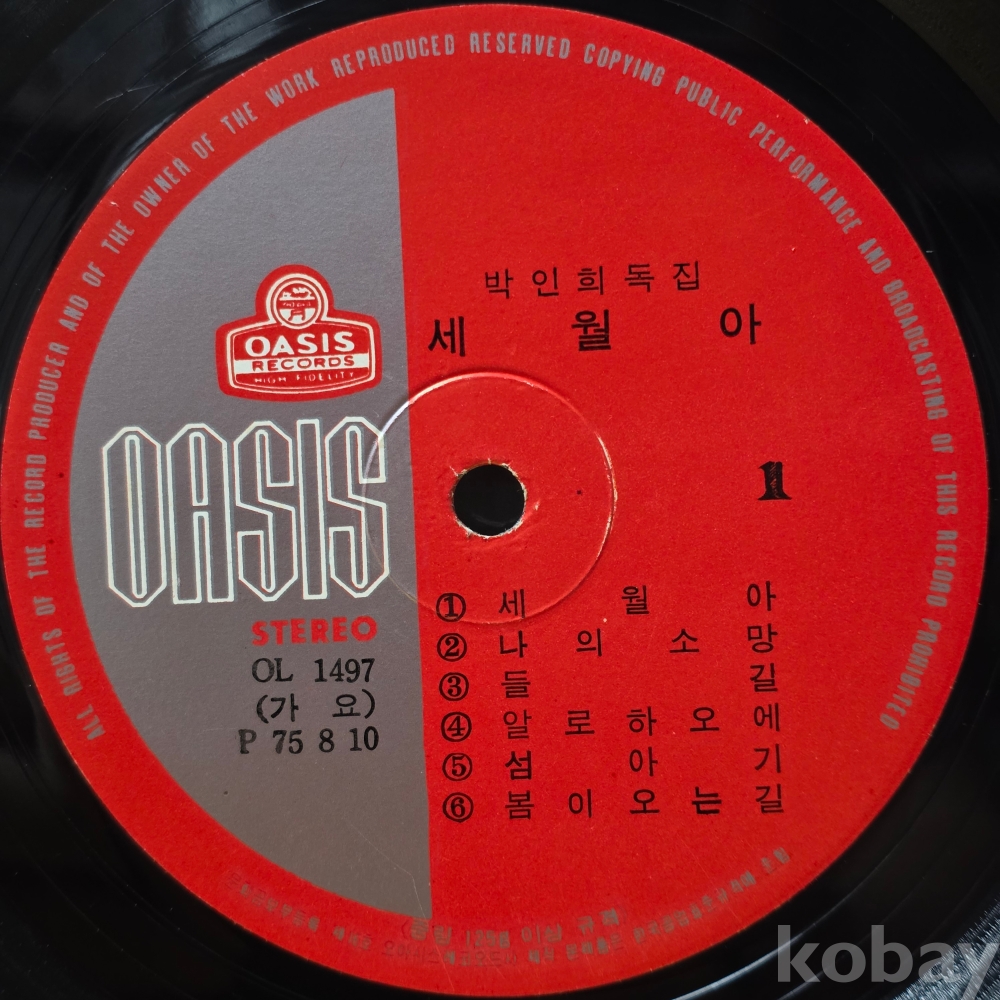 ALL RIGHTS OF THE RECORD PRODUCER AND OF THE OWNER OF THE WORK REPRODUCED RESERVED COPYING PUBLIC PERFORMANCE AND BROADCASTING OF THIS RECORD PROHIBITED
박인희독집
세월아
OASIS
RECORDS
HIGH FIDELITY
OASIS
1
STEREO
OL 1497
(가요)
P 75 8 10
① 세월아
② 나의소망
③ 들길
④ 알로하오에
⑤ 섬아기
⑥ 봄이오는길
kobay